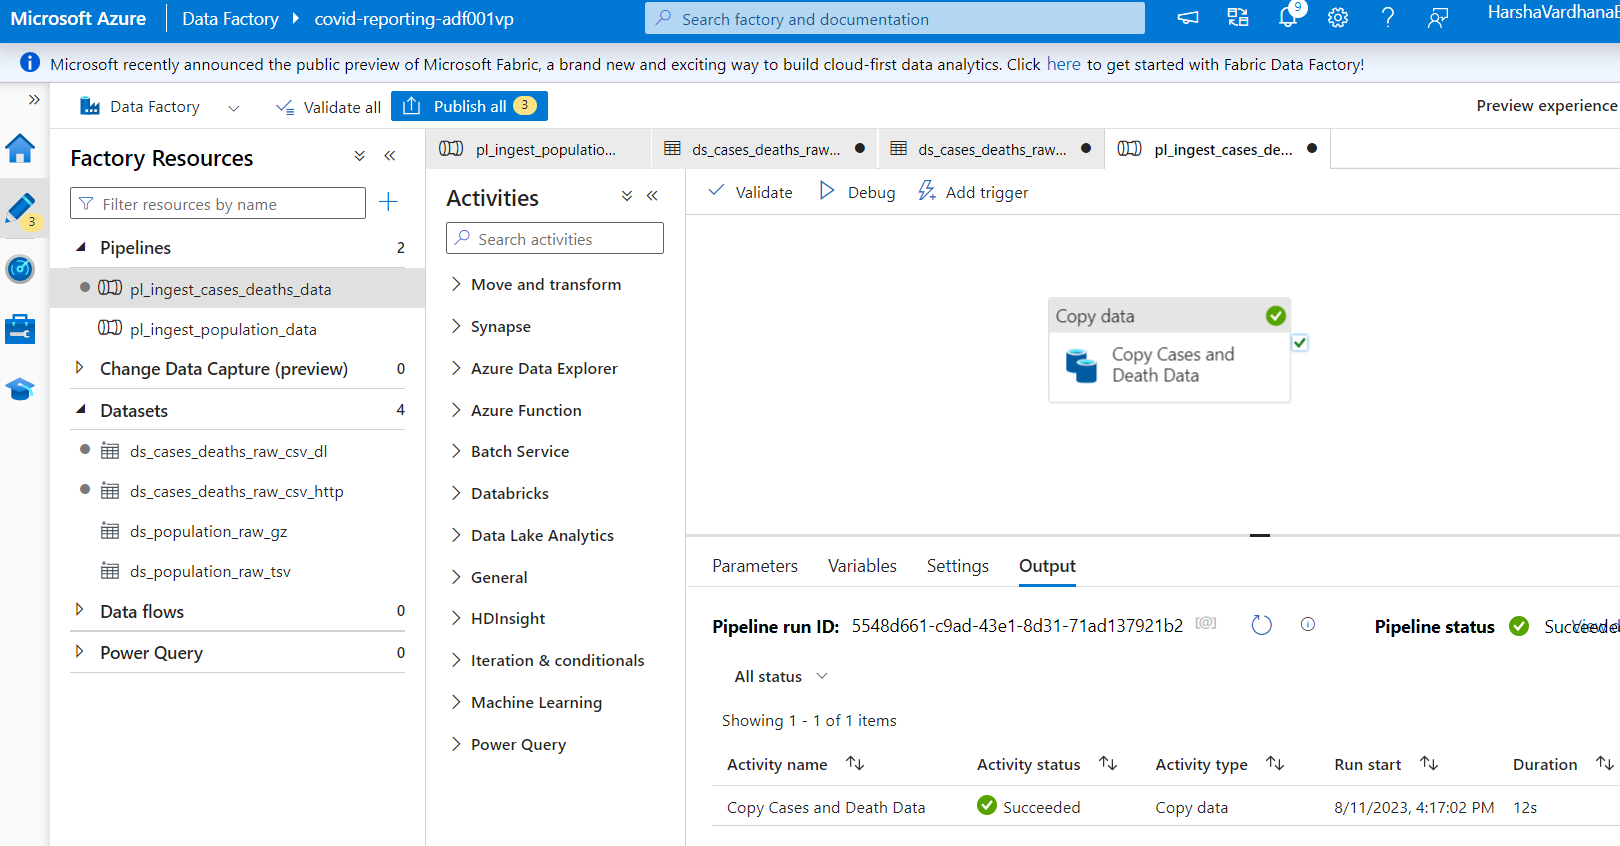 Microsoft Azure
Data Factory
covid-reporting-adf001vp
Search factory and documentation
9
?
Microsoft recently announced the public preview of Microsoft Fabric, a brand new and exciting way to build cloud-first data analytics. Click here to get started with Fabric Data Factory!
Data Factory
Validate all
Publish all 3
Preview experience
Factory Resources
Filter resources by name
3
Pipelines 2
pl_ingest_cases_deaths_data
pl_ingest_population_data
Change Data Capture (preview) 0
Datasets 4
ds_cases_deaths_raw_csv_dl
ds_cases_deaths_raw_csv_http
ds_population_raw_gz
ds_population_raw_tsv
Data flows 0
Power Query 0
pl_ingest_populatio...
ds_cases_deaths_raw...
ds_cases_deaths_raw...
pl_ingest_cases_de...
Activities
Search activities
Move and transform
Synapse
Azure Data Explorer
Azure Function
Batch Service
Databricks
Data Lake Analytics
General
HDInsight
Iteration & conditionals
Machine Learning
Power Query
Validate
Debug
Add trigger
Copy data
Copy Cases and
Death Data
Parameters
Variables
Settings
Output
Pipeline run ID: 5548d661-c9ad-43e1-8d31-71ad137921b2
Pipeline status
All status
Showing 1 - 1 of 1 items
Activity name
Activity status
Activity type
Run start
Duration
Copy Cases and Death Data
Succeeded
Copy data
8/11/2023, 4:17:02 PM
12s